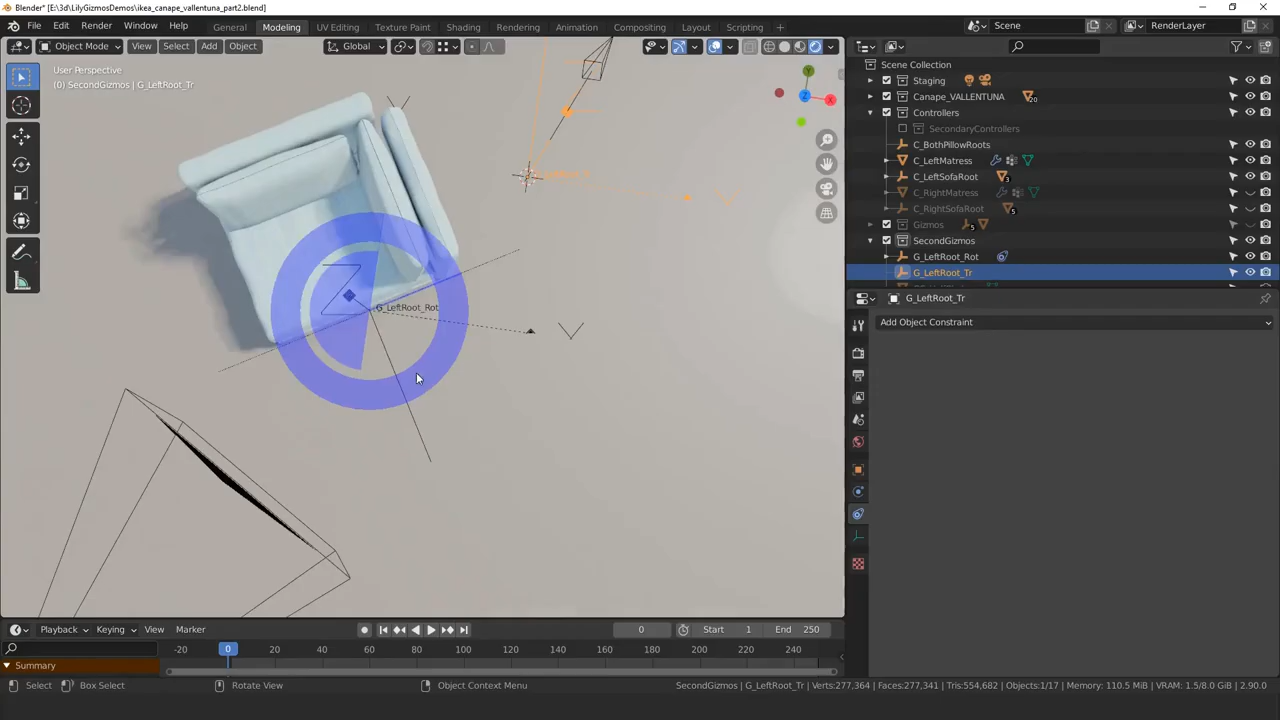 Blender* [E:\3d\LilyGizmosDemos\ikea_canape_vallentuna_part2.blend]
File Edit Render Window Help General Modeling UV Editing Texture Paint Shading Animation Compositing Layout Rendering Scripting Scene RenderLayer
Object Mode View Select Add Object Global
User Perspective
(0) SecondGizmos | G_LeftRoot_Tr
Y
Z
X
G_LeftRoot_Rot
Scene Collection
Staging
Canape_VALLENTUNA 20
Controllers
SecondaryControllers
C_BothPillowRoots
C_LeftMatress
C_LeftSofaRoot 3
C_RightMatress
C_RightSofaRoot 5
Gizmos 5
SecondGizmos
G_LeftRoot_Rot
G_LeftRoot_Tr
G_LeftRoot_Tr
Add Object Constraint
Playback Keying View Marker 0 Start 1 End 250
-20 0 20 40 60 80 100 120 140 160 180 200 220 240
Summary
Select Box Select Rotate View Object Context Menu SecondGizmos | G_LeftRoot_Tr | Verts:277,364 | Faces:277,341 | Tris:554,682 | Objects:1/17 | Memory: 110.5 MiB | VRAM: 1.5/8.0 GiB | 2.90.0